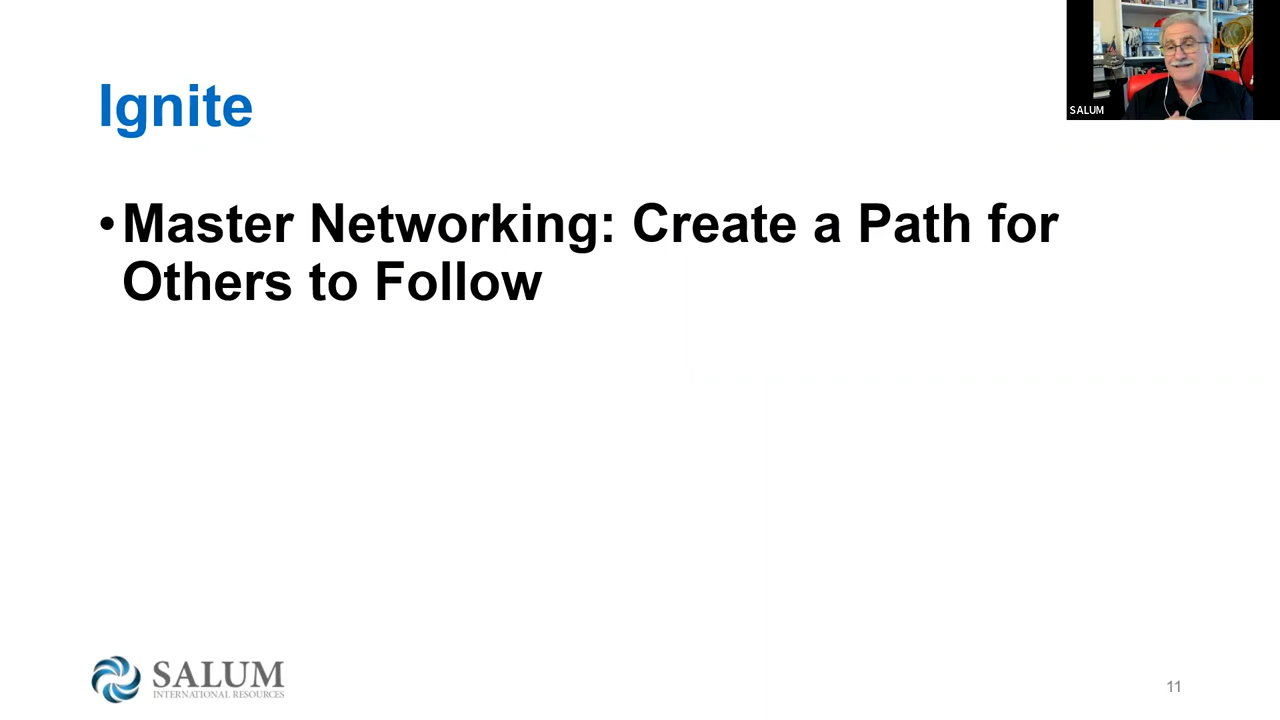 SALUM
Ignite
• Master Networking: Create a Path for
Others to Follow
SALUM
INTERNATIONAL RESOURCES
11